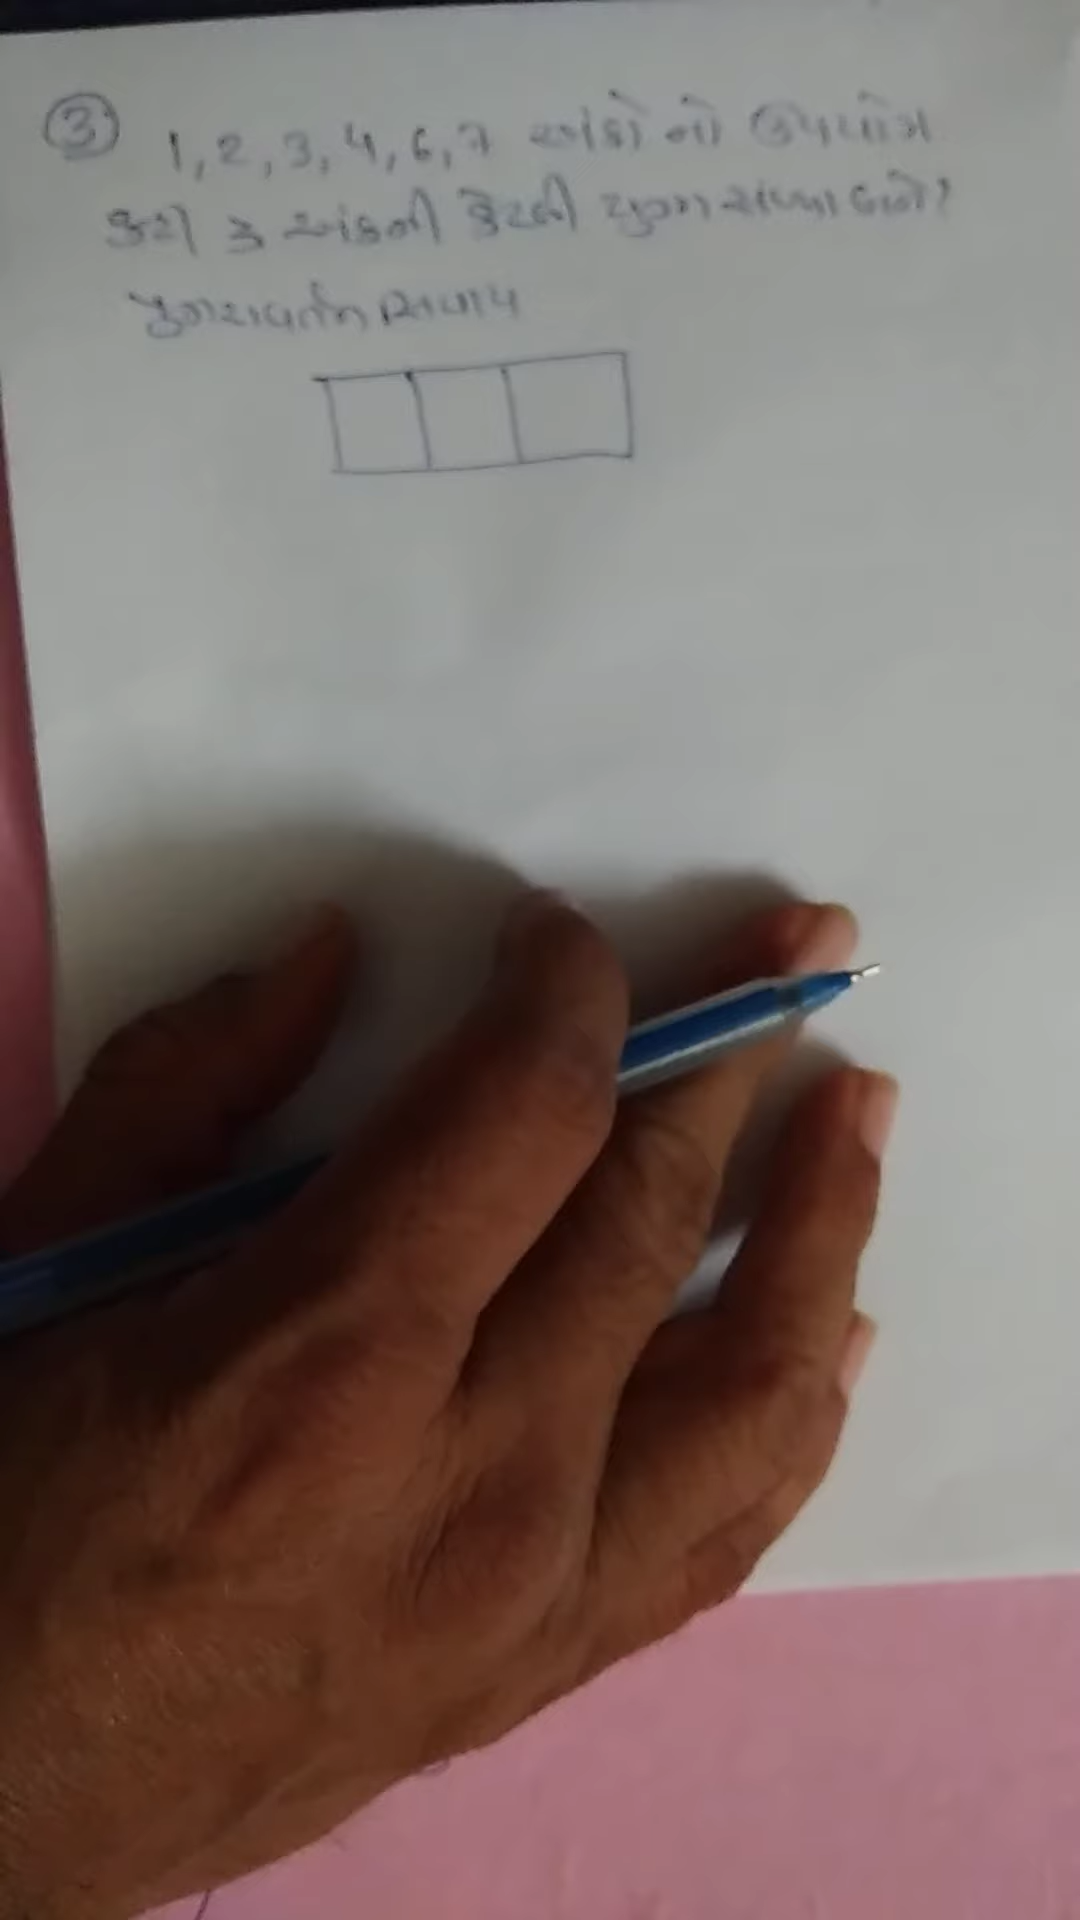 ③ 1, 2, 3, 4, 6, 7 અંકો નો ઉપયોગ
કરી ૩ અંકની કેટલી યુગ્મ સંખ્યા બને?
પુનરાવર્તન સિવાય